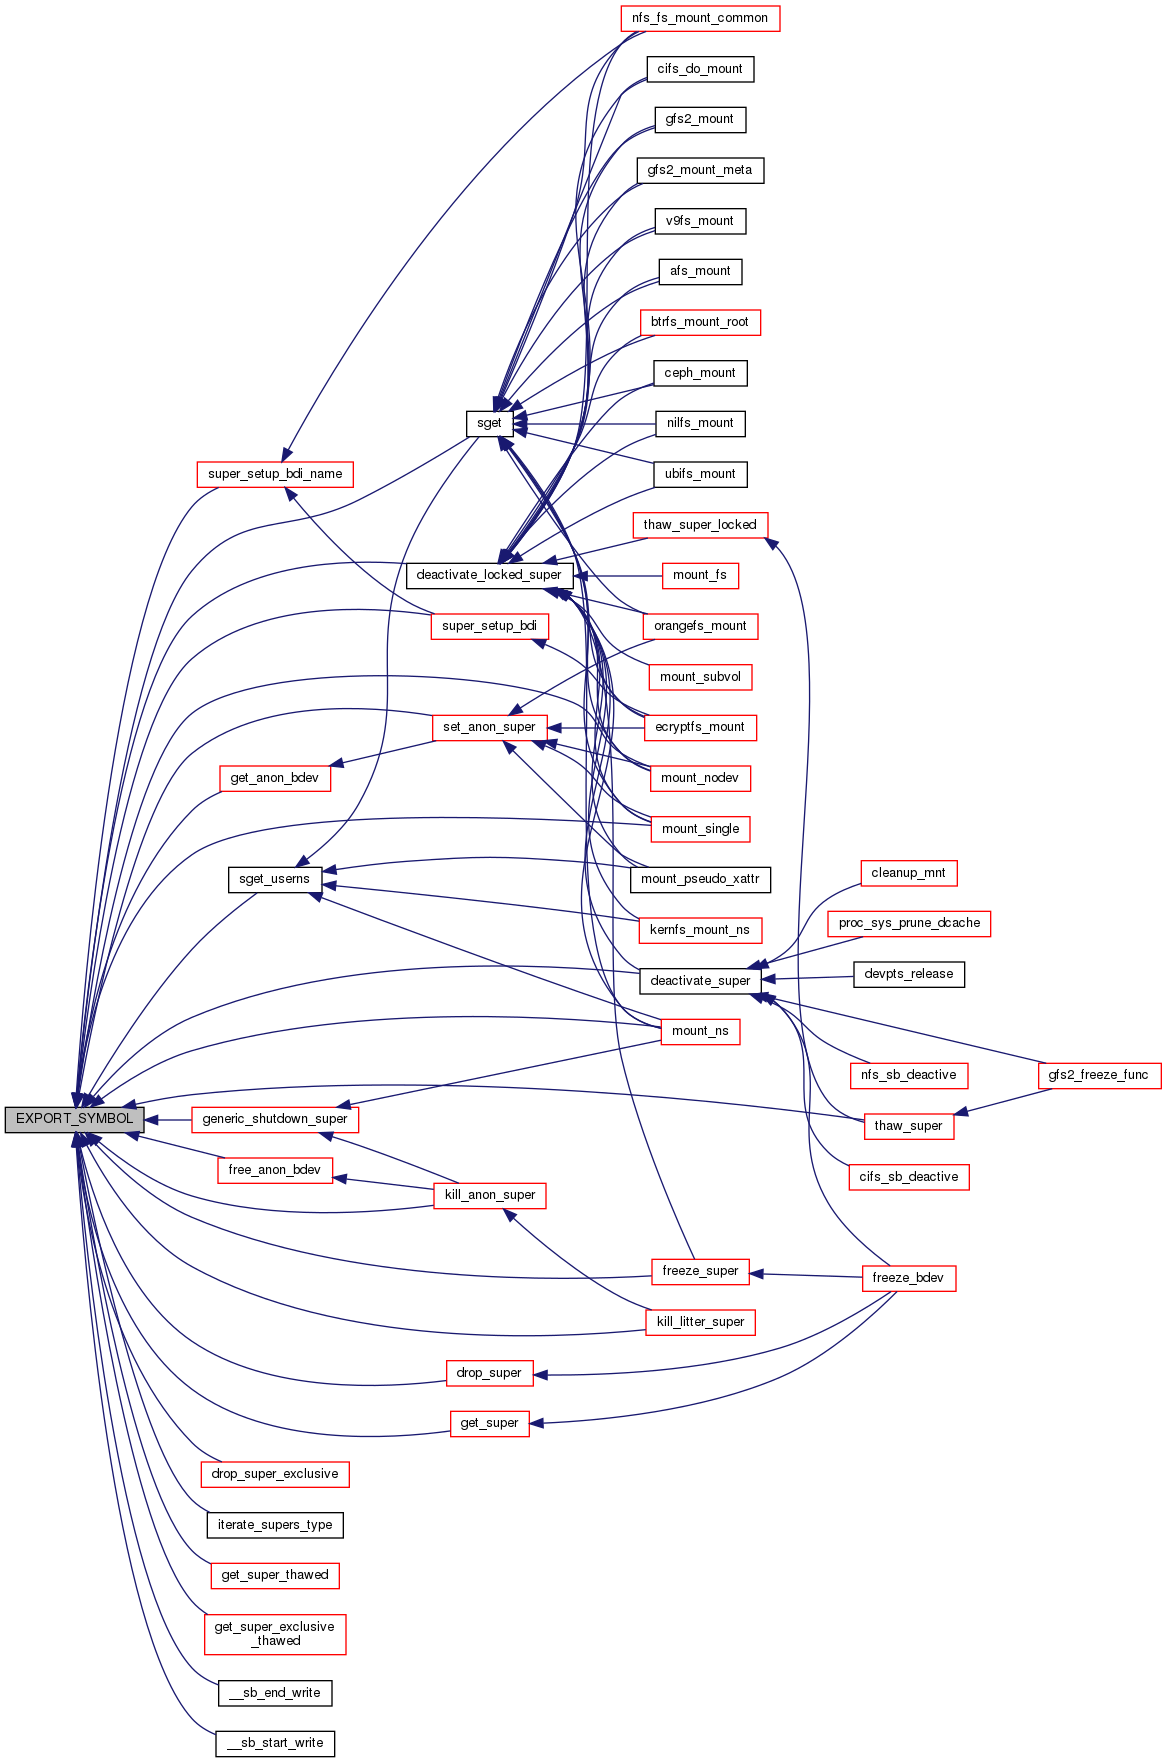 nfs_fs_mount_common
cifs_do_mount
gfs2_mount
gfs2_mount_meta
v9fs_mount
afs_mount
btrfs_mount_root
ceph_mount
sget
nilfs_mount
super_setup_bdi_name
ubifs_mount
thaw_super_locked
deactivate_locked_super
mount_fs
super_setup_bdi
orangefs_mount
mount_subvol
set_anon_super
ecryptfs_mount
get_anon_bdev
mount_nodev
mount_single
cleanup_mnt
sget_userns
mount_pseudo_xattr
proc_sys_prune_dcache
kernfs_mount_ns
devpts_release
deactivate_super
mount_ns
nfs_sb_deactive
gfs2_freeze_func
EXPORT_SYMBOL
generic_shutdown_super
thaw_super
free_anon_bdev
cifs_sb_deactive
kill_anon_super
freeze_super
freeze_bdev
kill_litter_super
drop_super
get_super
drop_super_exclusive
iterate_supers_type
get_super_thawed
get_super_exclusive
_thawed
__sb_end_write
__sb_start_write